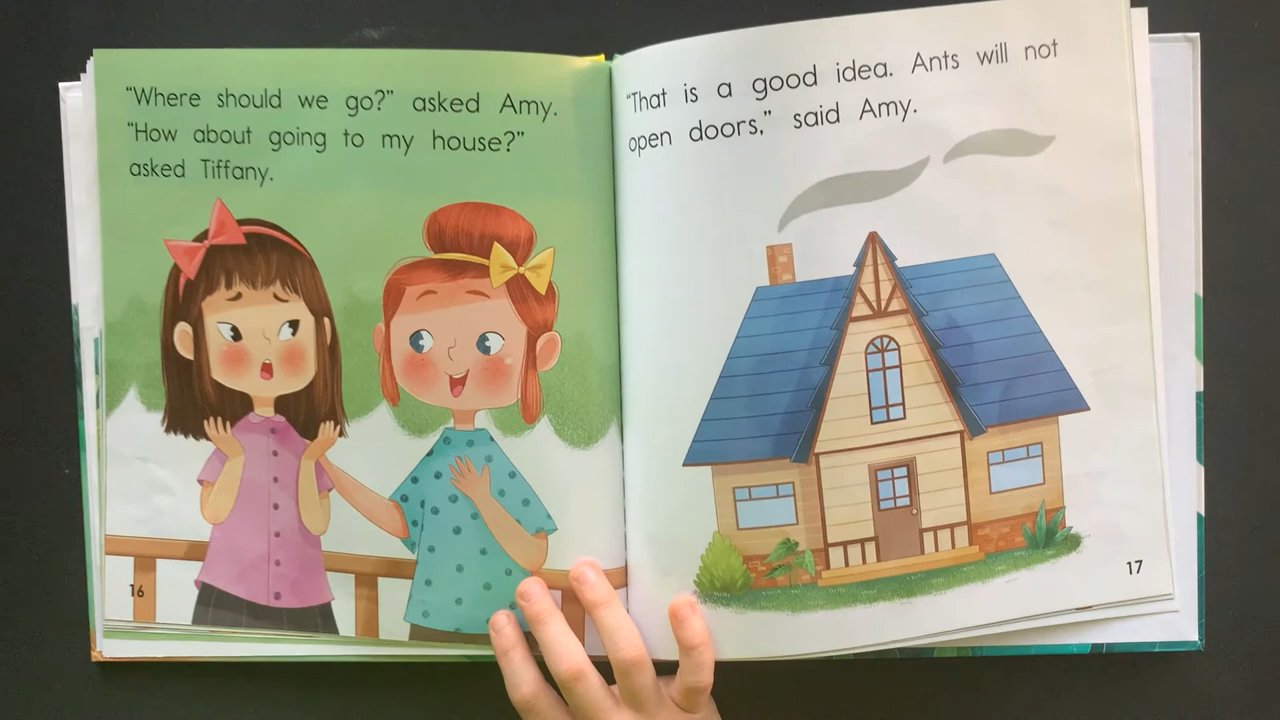 “Where should we go?” asked Amy.
“How about going to my house?”
asked Tiffany.
16
“That is a good idea. Ants will not
open doors,” said Amy.
17